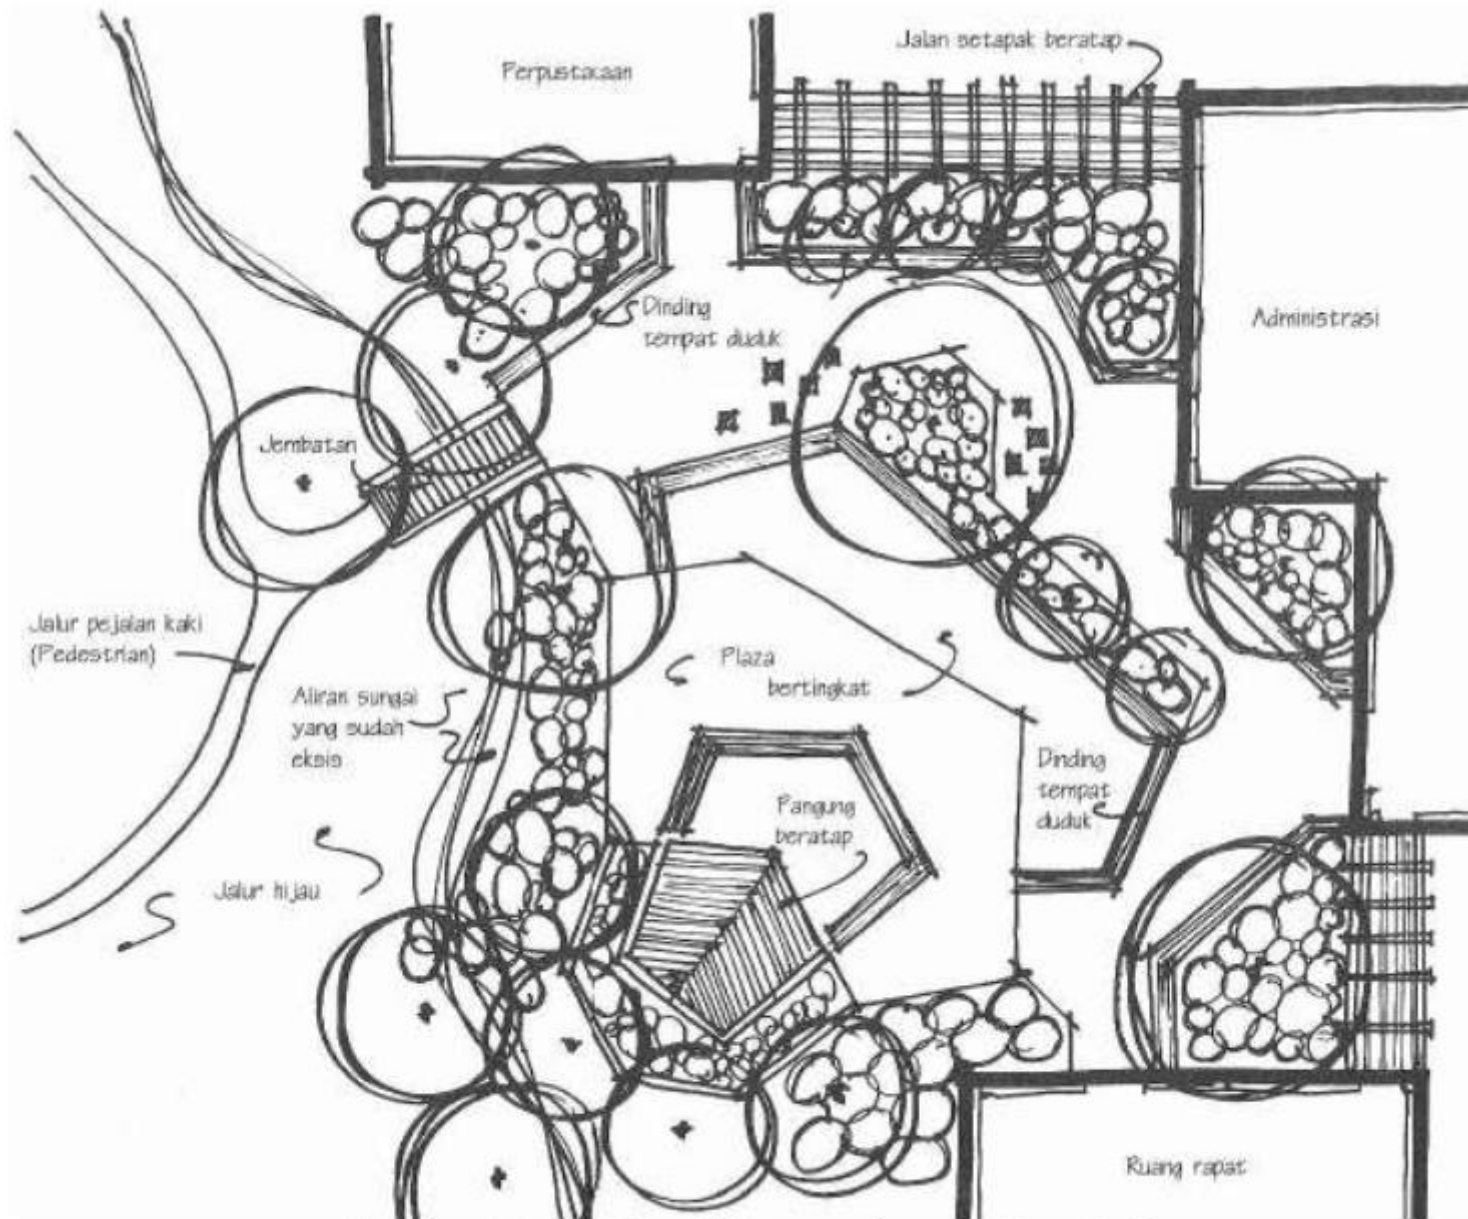 Jalan setapak beratap
Perpustakaan
Dinding
tempat duduk
Administrasi
Jembatan
Jalur pejalan kaki
(Pedestrian)
Plaza
bertingkat
Aliran sungai
yang sudah
eksis
Dinding
tempat
duduk
Pangung
beratap
Jalur hijau
Ruang rapat